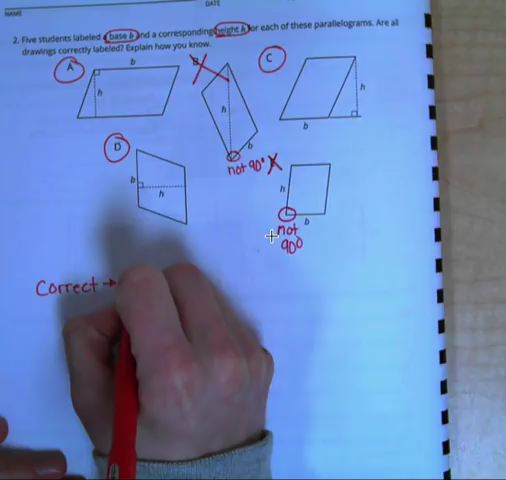 NAME
DATE
2. Five students labeled a base b and a corresponding height h for each of these parallelograms. Are all
drawings correctly labeled? Explain how you know.
A
b
h
B
h
b
not 90°
C
h
b
D
b
h
h
b
not
90°
Correct →